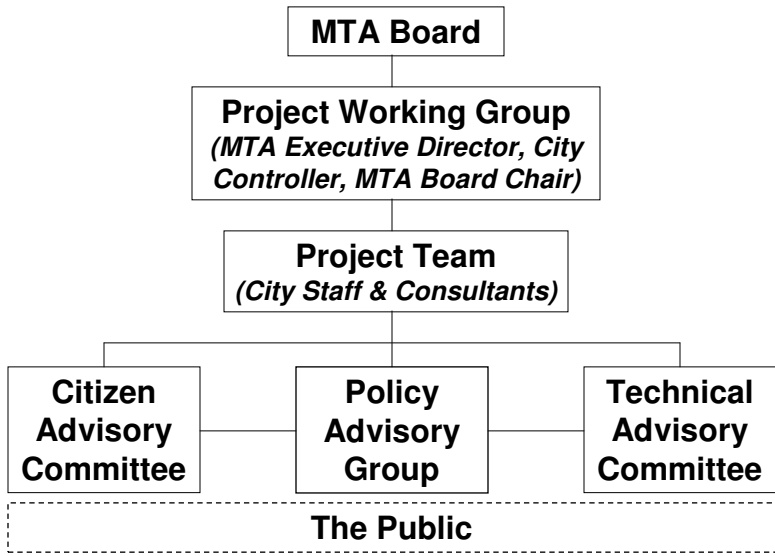 MTA Board
Project Working Group
(MTA Executive Director, City
Controller, MTA Board Chair)
Project Team
(City Staff & Consultants)
Citizen
Advisory
Committee
Policy
Advisory
Group
Technical
Advisory
Committee
The Public